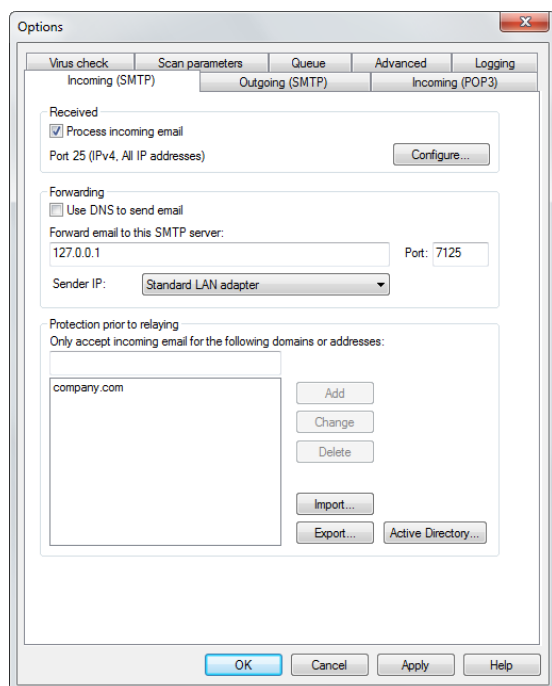 Options
Virus check Scan parameters Queue Advanced Logging
Incoming (SMTP) Outgoing (SMTP) Incoming (POP3)
Received
Process incoming email
Port 25 (IPv4, All IP addresses) Configure...
Forwarding
Use DNS to send email
Forward email to this SMTP server:
127.0.0.1 Port: 7125
Sender IP: Standard LAN adapter
Protection prior to relaying
Only accept incoming email for the following domains or addresses:
company.com
Add
Change
Delete
Import...
Export... Active Directory...
OK Cancel Apply Help